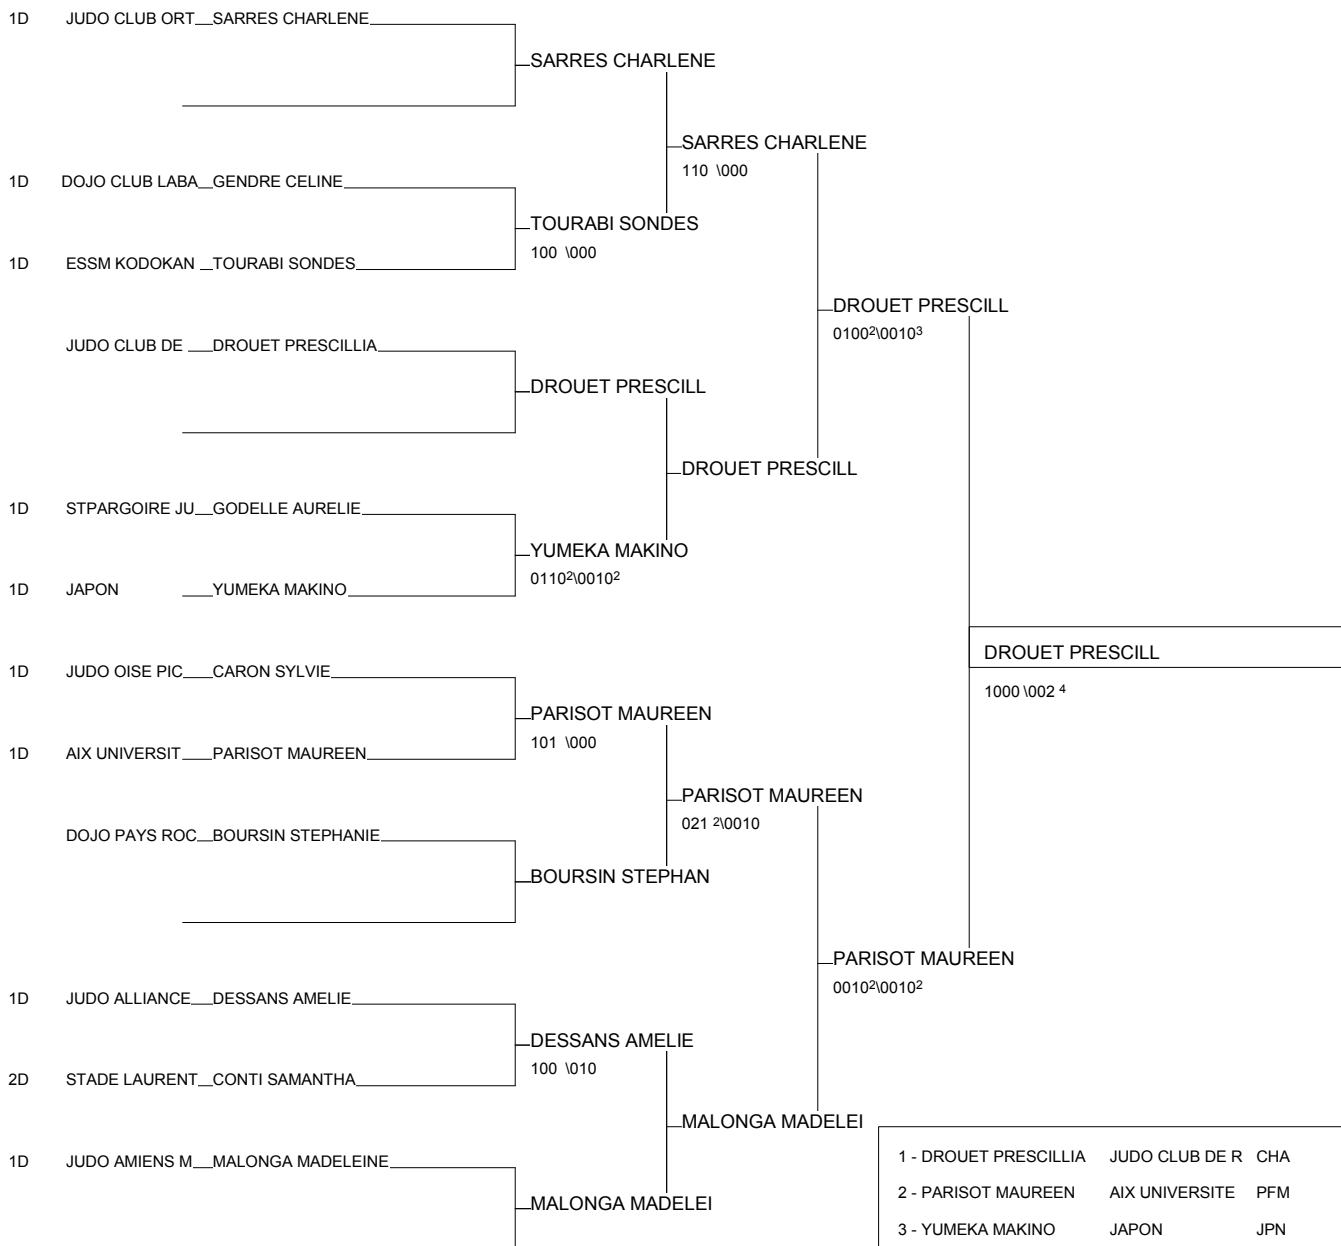 1D JUDO CLUB ORT SARRES CHARLENE
SARRES CHARLENE
SARRES CHARLENE
110 \000
1D DOJO CLUB LABA GENDRE CELINE
TOURABI SONDES
100 \000
1D ESSM KODOKAN TOURABI SONDES
DROUET PRESCILL
0100²\0010³
JUDO CLUB DE DROUET PRESCILLIA
DROUET PRESCILL
DROUET PRESCILL
1D STPARGOIRE JU GODELLE AURELIE
YUMEKA MAKINO
0110²\0010²
1D JAPON YUMEKA MAKINO
DROUET PRESCILL
1000 \002 ⁴
1D JUDO OISE PIC CARON SYLVIE
PARISOT MAUREEN
101 \000
1D AIX UNIVERSIT PARISOT MAUREEN
PARISOT MAUREEN
021 ²\0010
DOJO PAYS ROC BOURSIN STEPHANIE
BOURSIN STEPHAN
PARISOT MAUREEN
0010²\0010²
1D JUDO ALLIANCE DESSANS AMELIE
DESSANS AMELIE
100 \010
2D STADE LAURENT CONTI SAMANTHA
MALONGA MADELEI
1D JUDO AMIENS M MALONGA MADELEINE
MALONGA MADELEI
1 - DROUET PRESCILLIA JUDO CLUB DE R CHA
2 - PARISOT MAUREEN AIX UNIVERSITE PFM
3 - YUMEKA MAKINO JAPON JPN